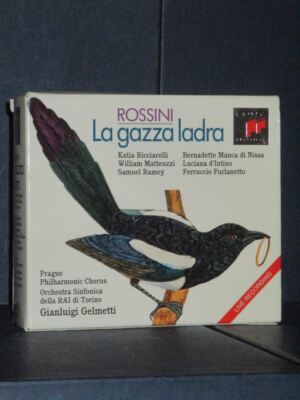 ROSSINI
La gazza ladra
Katia Ricciarelli
William Matteuzzi
Samuel Ramey
Bernadette Manca di Nissa
Luciana d'Intino
Ferruccio Furlanetto
Prague
Philharmonic Chorus
Orchestra Sinfonica
della RAI di Torino
Gianluigi Gelmetti
LIVE RECORDING